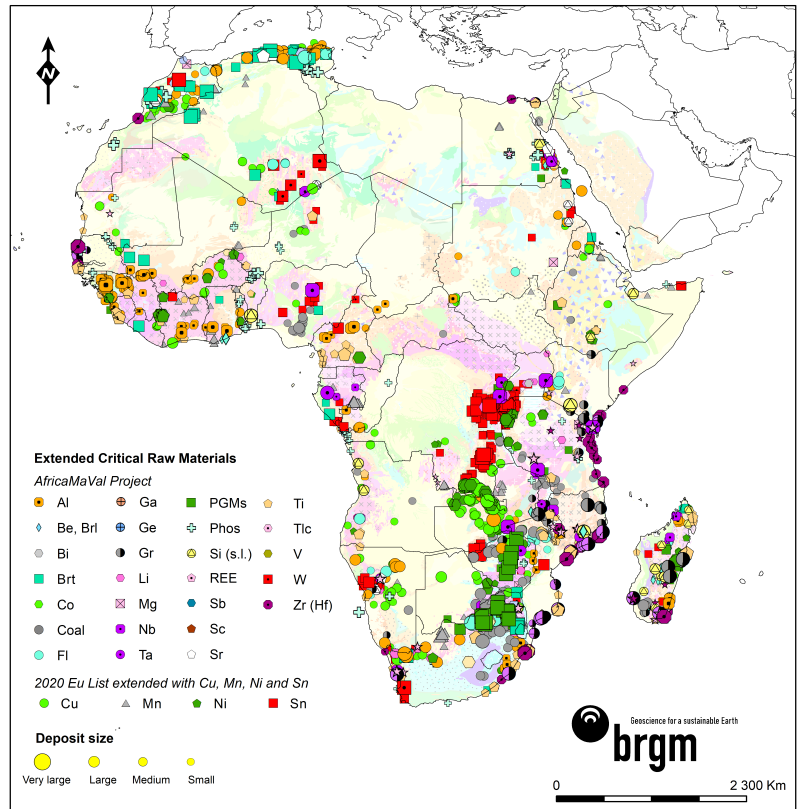 N
Extended Critical Raw Materials
AfricaMaVal Project
Al Ga PGMs Ti
Be, Brl Ge Phos Tlc
Bi Gr Si (s.l.) V
Brt Li REE W
Co Mg Sb Zr (Hf)
Coal Nb Sc
Fl Ta Sr
2020 Eu List extended with Cu, Mn, Ni and Sn
Cu Mn Ni Sn
Deposit size
Very large Large Medium Small
Geoscience for a sustainable Earth
brgm
0 2 300 Km